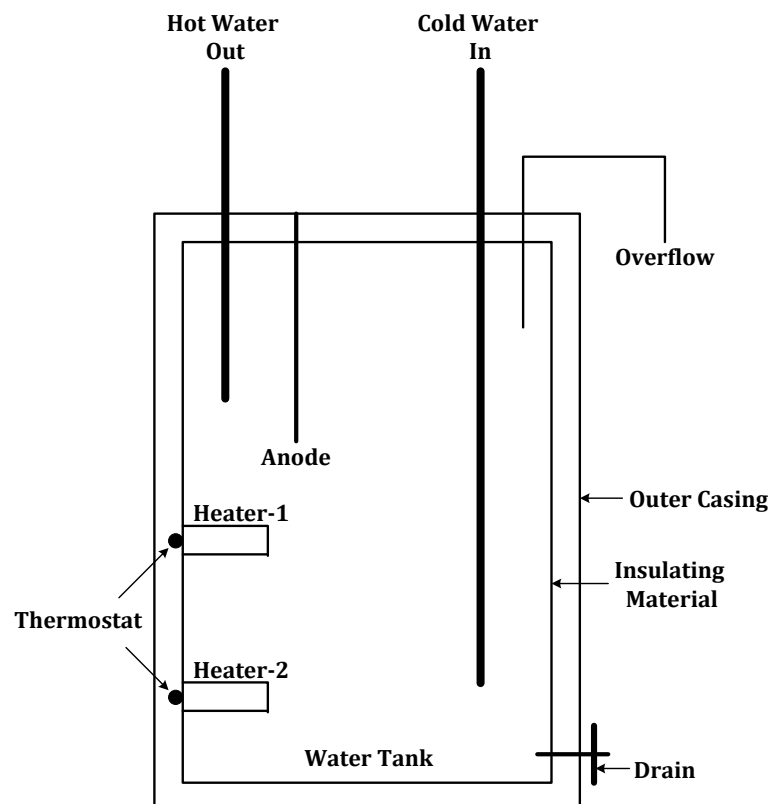 Hot Water
Out
Cold Water
In
Overflow
Anode
Outer Casing
Heater-1
Insulating
Material
Thermostat
Heater-2
Water Tank
Drain